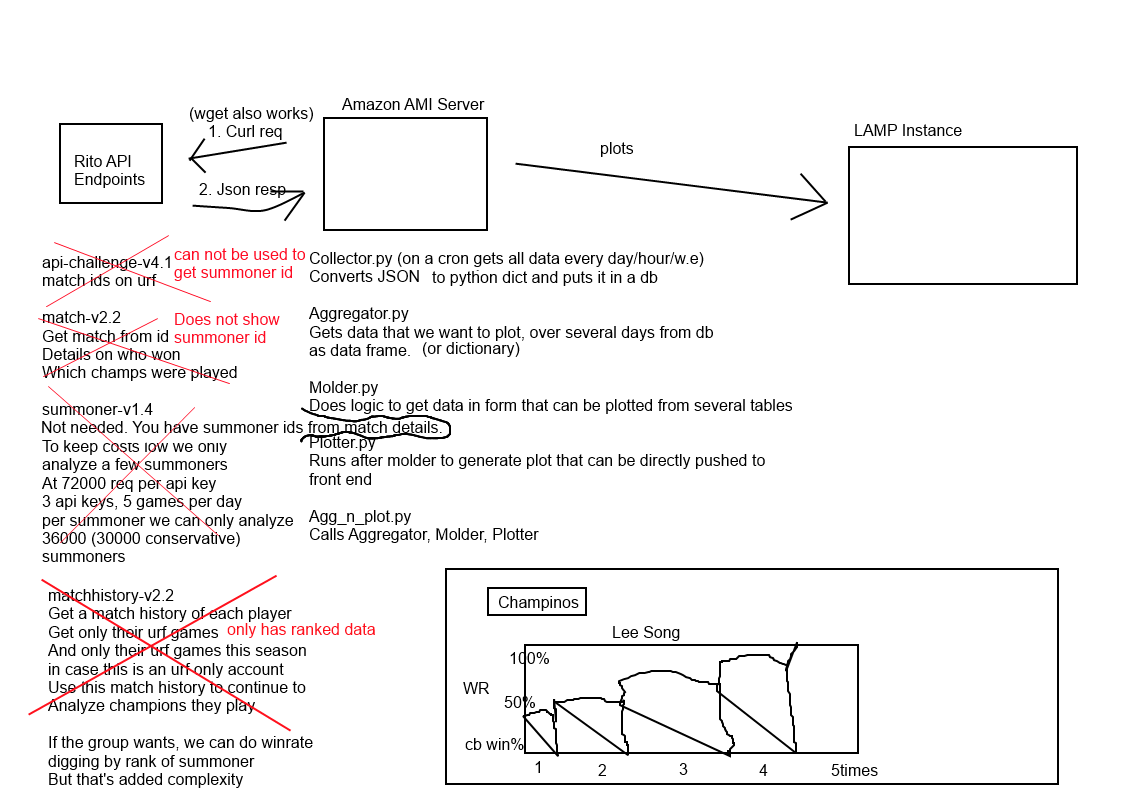 Amazon AMI Server
(wget also works)
1. Curl req
LAMP Instance
plots
Rito API
Endpoints
2. Json resp
api-challenge-v4.1
match ids on urf
can not be used to
get summoner id
match-v2.2
Get match from id
Details on who won
Which champs were played
Does not show
summoner id
summoner-v1.4
Not needed. You have summoner ids from match details.
To keep costs low we only
analyze a few summoners
At 72000 req per api key
3 api keys, 5 games per day
per summoner we can only analyze
36000 (30000 conservative)
summoners
matchhistory-v2.2
Get a match history of each player
Get only their urf games
only has ranked data
And only their urf games this season
in case this is an urf only account
Use this match history to continue to
Analyze champions they play
If the group wants, we can do winrate
digging by rank of summoner
But that's added complexity
Collector.py (on a cron gets all data every day/hour/w.e)
Converts JSON to python dict and puts it in a db
Aggregator.py
Gets data that we want to plot, over several days from db
as data frame. (or dictionary)
Molder.py
Does logic to get data in form that can be plotted from several tables
Plotter.py
Runs after molder to generate plot that can be directly pushed to
front end
Agg_n_plot.py
Calls Aggregator, Molder, Plotter
Champinos
Lee Song
100%
WR
50%
cb win%
1 2 3 4 5times